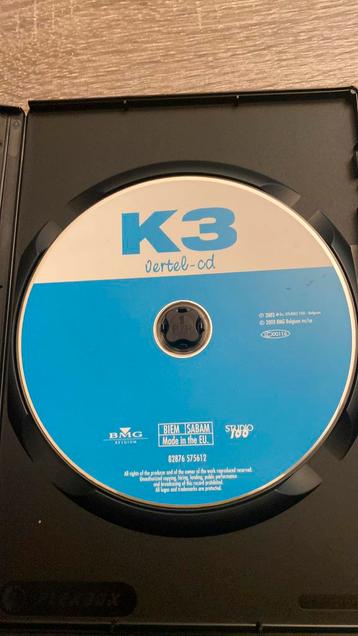 K3
vertel-cd
℗ 2003 STUDIO 100 - Belgium
© 2003 BMG Belgium nv/sa
LC00116
BMG
BELGIUM
BIEM SABAM
Made in the EU.
STUDIO
100
82876 575612
All rights of the producer and of the owner of the work reproduced reserved.
Unauthorized copying, hiring, lending, public performance
and broadcasting of this record prohibited.
All logos and trademarks are protected.
FLEXBOX